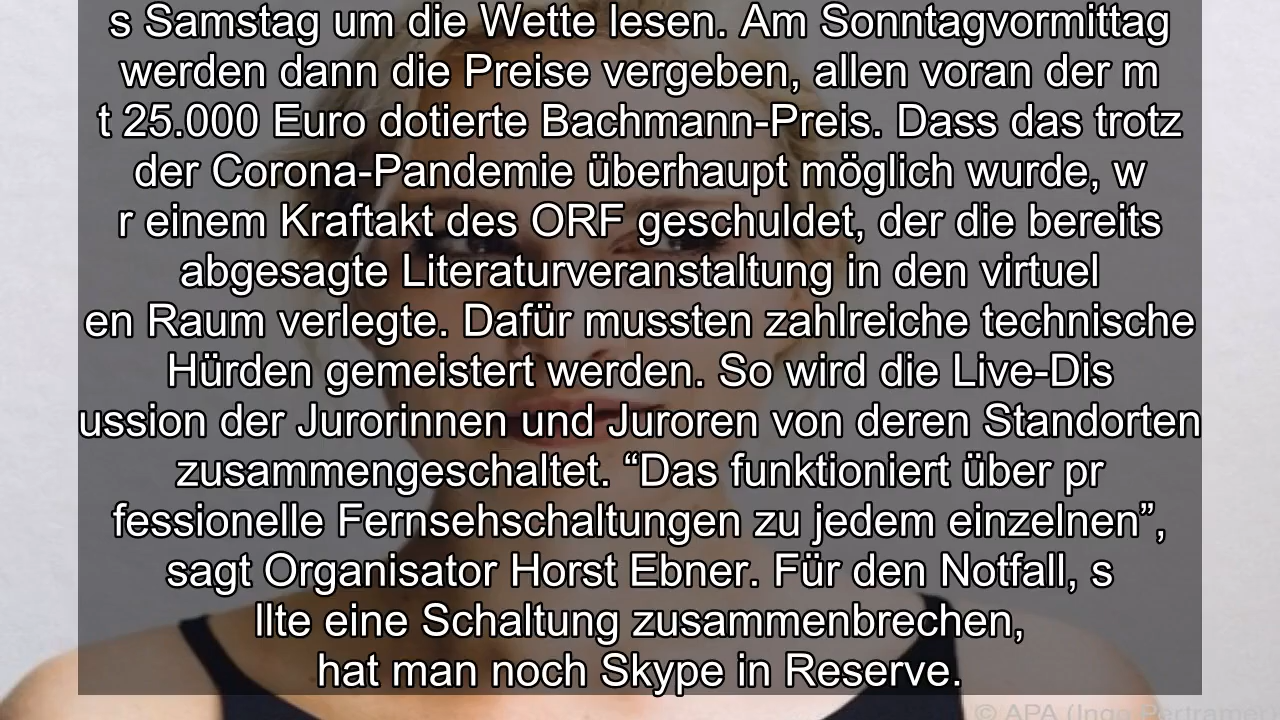 s Samstag um die Wette lesen. Am Sonntagvormittag
werden dann die Preise vergeben, allen voran der m
t 25.000 Euro dotierte Bachmann-Preis. Dass das trotz
der Corona-Pandemie überhaupt möglich wurde, w
r einem Kraftakt des ORF geschuldet, der die bereits
abgesagte Literaturveranstaltung in den virtuel
en Raum verlegte. Dafür mussten zahlreiche technische
Hürden gemeistert werden. So wird die Live-Dis
ussion der Jurorinnen und Juroren von deren Standorten
zusammengeschaltet. “Das funktioniert über pr
fessionelle Fernsehschaltungen zu jedem einzelnen”,
sagt Organisator Horst Ebner. Für den Notfall, s
llte eine Schaltung zusammenbrechen,
hat man noch Skype in Reserve.
© APA (Inge Pertramer)